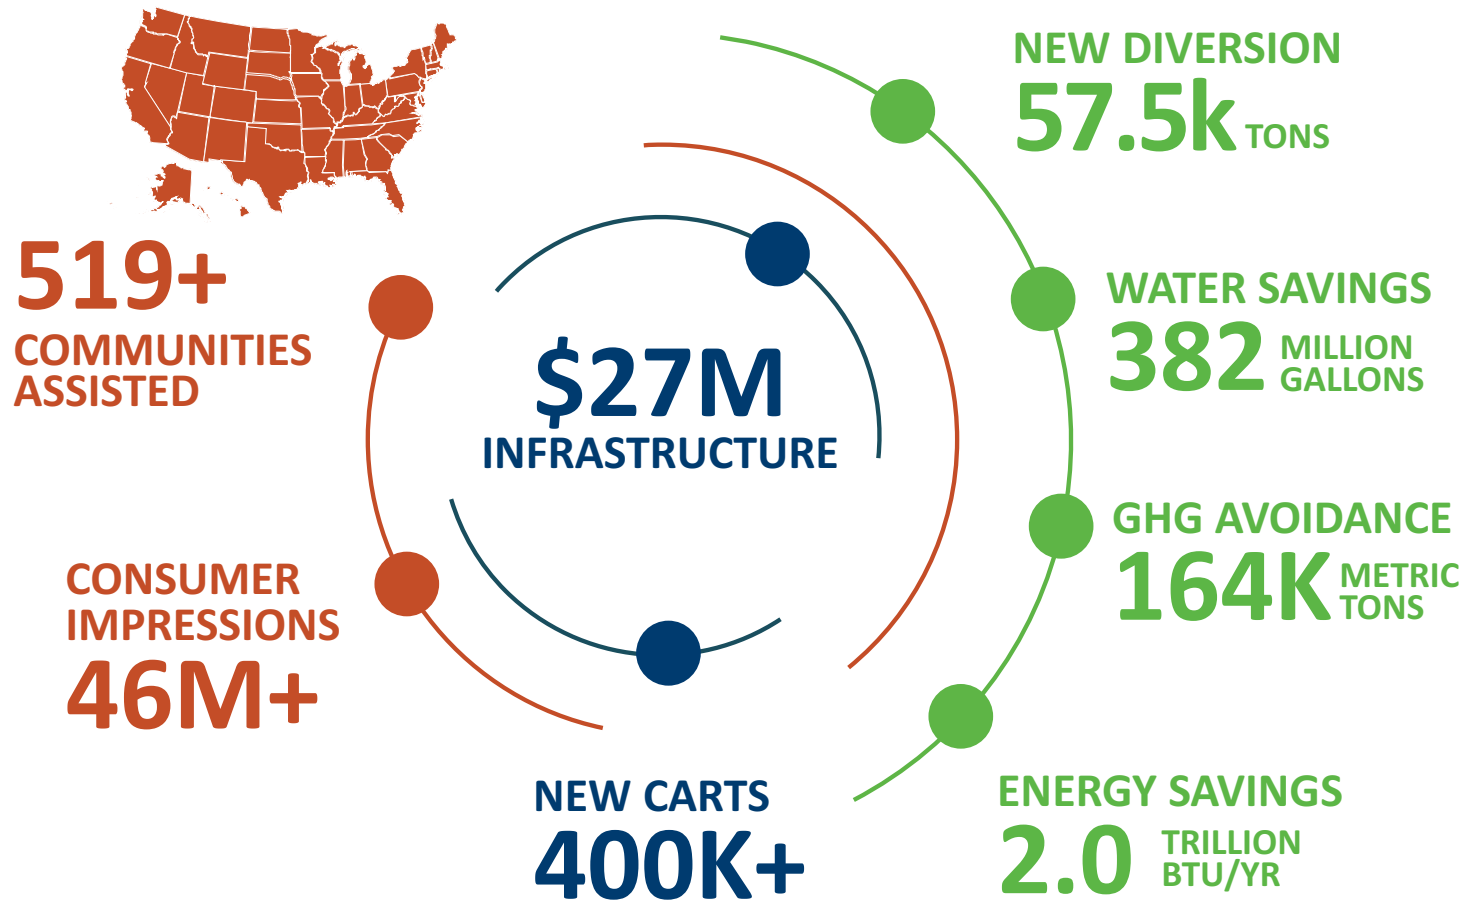 519+
COMMUNITIES
ASSISTED
CONSUMER
IMPRESSIONS
46M+
$27M
INFRASTRUCTURE
NEW CARTS
400K+
NEW DIVERSION
57.5k TONS
WATER SAVINGS
382 MILLION
GALLONS
GHG AVOIDANCE
164K METRIC
TONS
ENERGY SAVINGS
2.0 TRILLION
BTU/YR